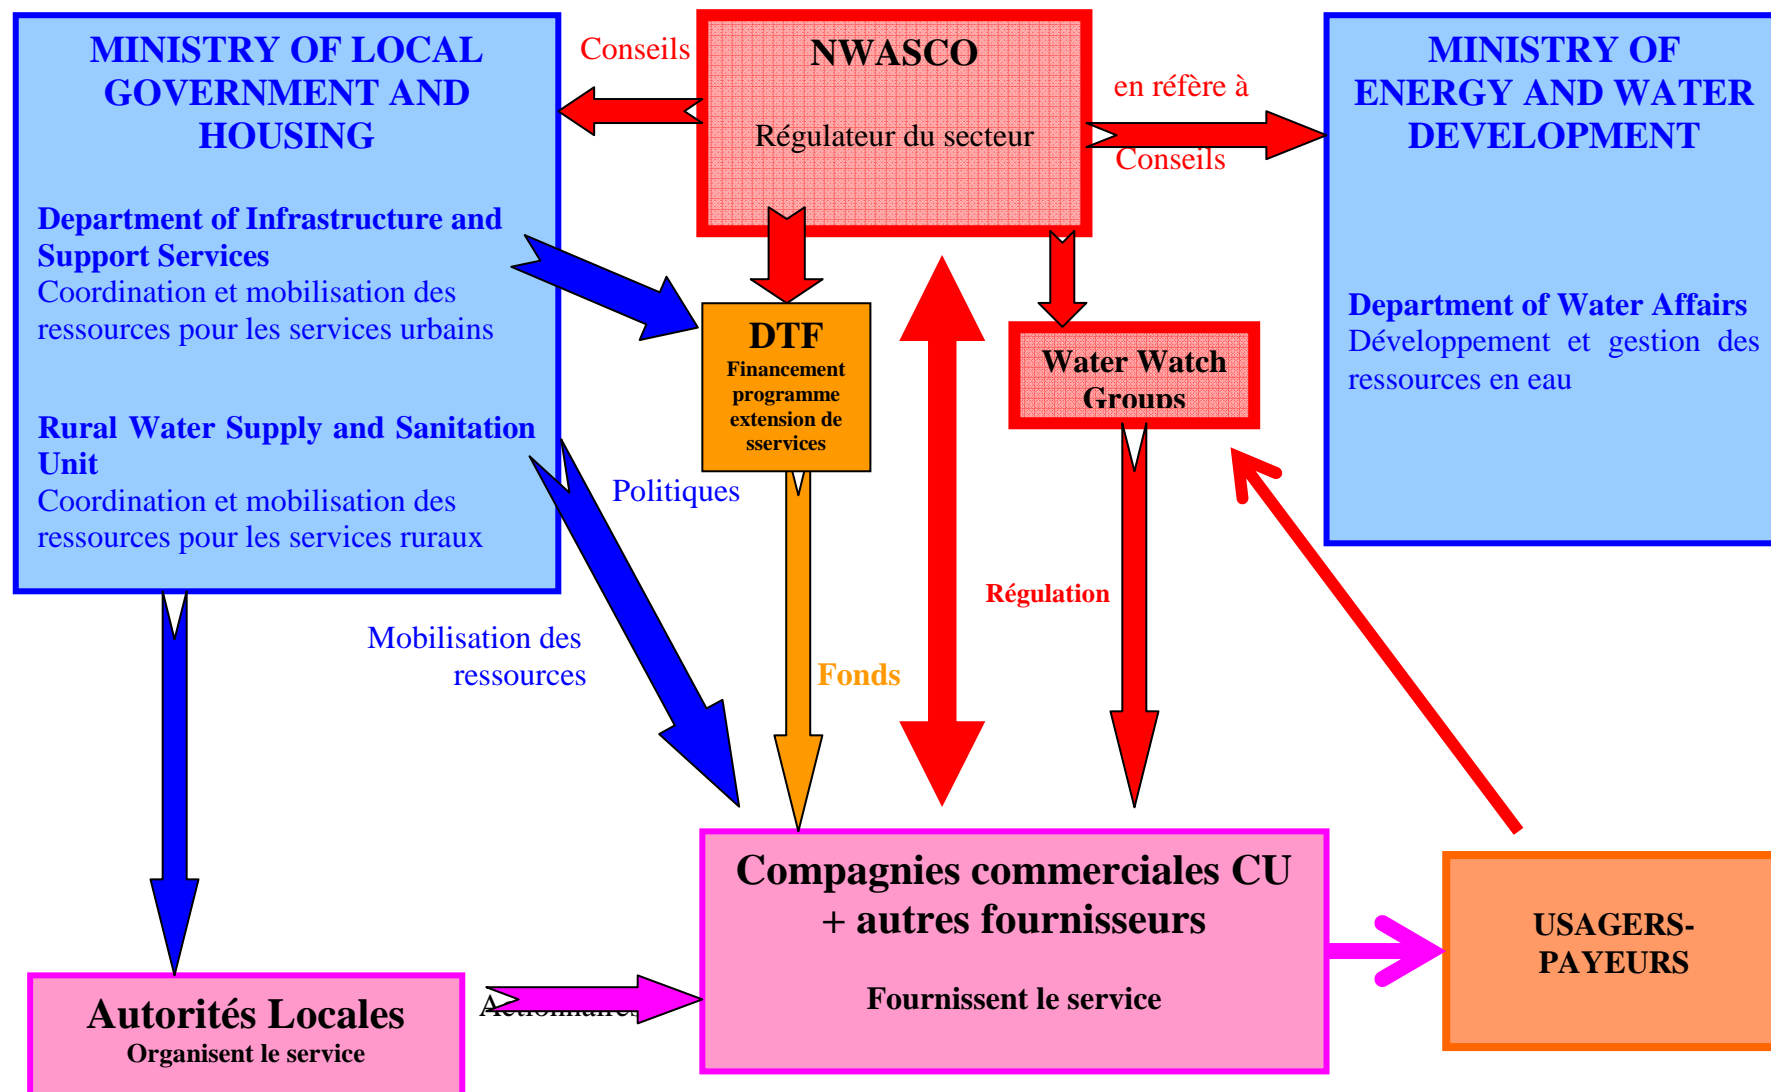 MINISTRY OF LOCAL
GOVERNMENT AND
HOUSING
Department of Infrastructure and
Support Services
Coordination et mobilisation des
ressources pour les services urbains
Rural Water Supply and Sanitation
Unit
Coordination et mobilisation des
ressources pour les services ruraux
Conseils
NWASCO
Régulateur du secteur
en réfère à
Conseils
MINISTRY OF
ENERGY AND WATER
DEVELOPMENT
Department of Water Affairs
Développement et gestion des
ressources en eau
DTF
Financement
programme
extension de
sservices
Water Watch
Groups
Politiques
Régulation
Mobilisation des
ressources
Fonds
Compagnies commerciales CU
+ autres fournisseurs
Fournissent le service
USAGERS-
PAYEURS
Autorités Locales
Organisent le service
Actionnaires